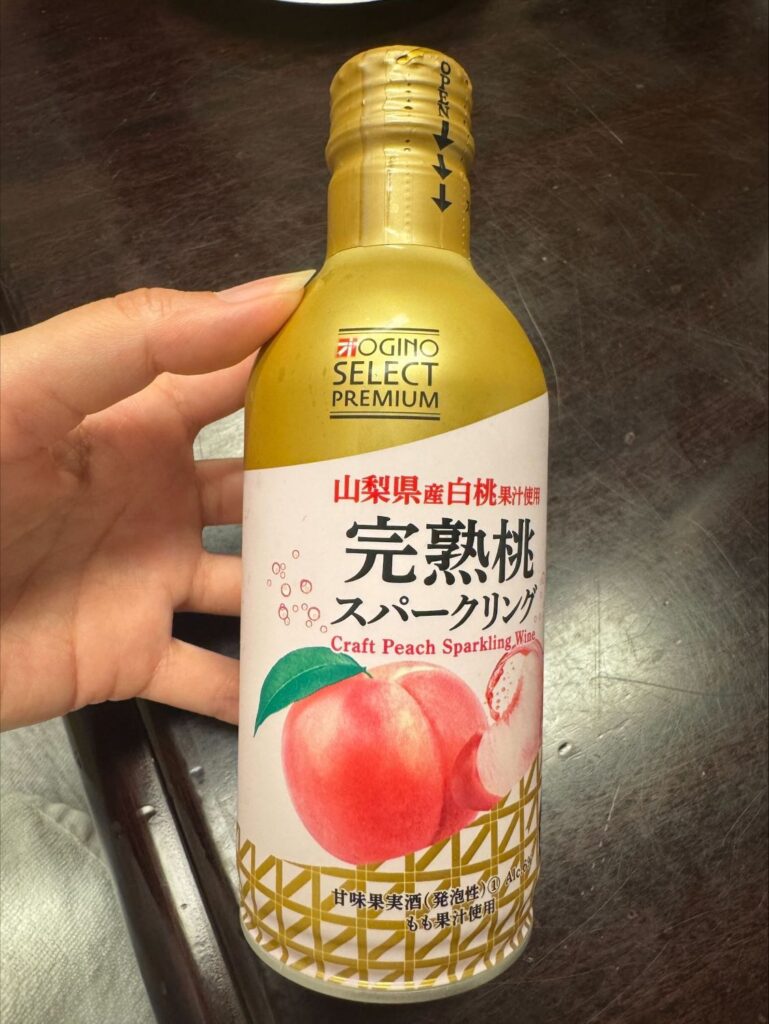 OPEN
OGINO
SELECT
PREMIUM
山梨県産白桃果汁使用
完熟桃
スパークリング
Craft Peach Sparkling Wine
甘味果実酒(発泡性)① Alc.
もも果汁使用